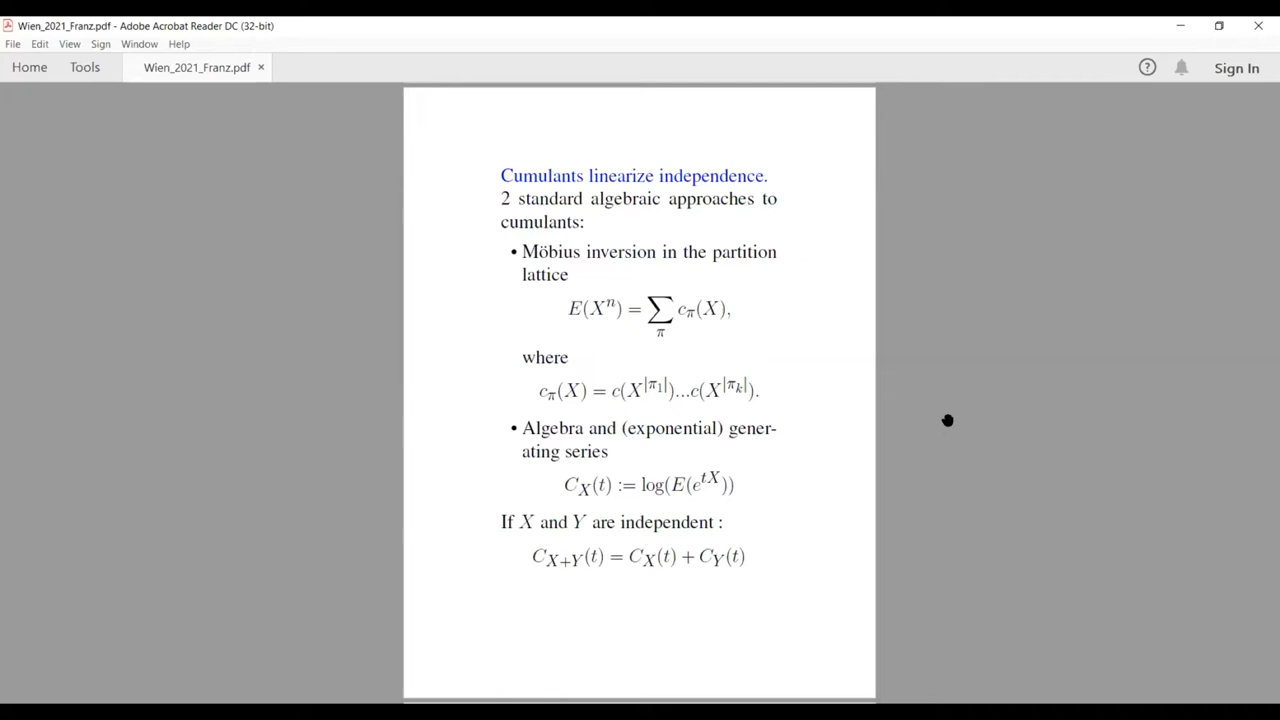 Wien_2021_Franz.pdf - Adobe Acrobat Reader DC (32-bit)
File Edit View Sign Window Help
Home Tools Wien_2021_Franz.pdf × ? Sign In
Cumulants linearize independence.
2 standard algebraic approaches to
cumulants:
• Möbius inversion in the partition
lattice
E(X^n) = ∑_π c_π(X),
where
c_π(X) = c(X^{|π_1|})...c(X^{|π_k|}).
• Algebra and (exponential) gener-
ating series
C_X(t) := log(E(e^{tX}))
If X and Y are independent :
C_{X+Y}(t) = C_X(t) + C_Y(t)